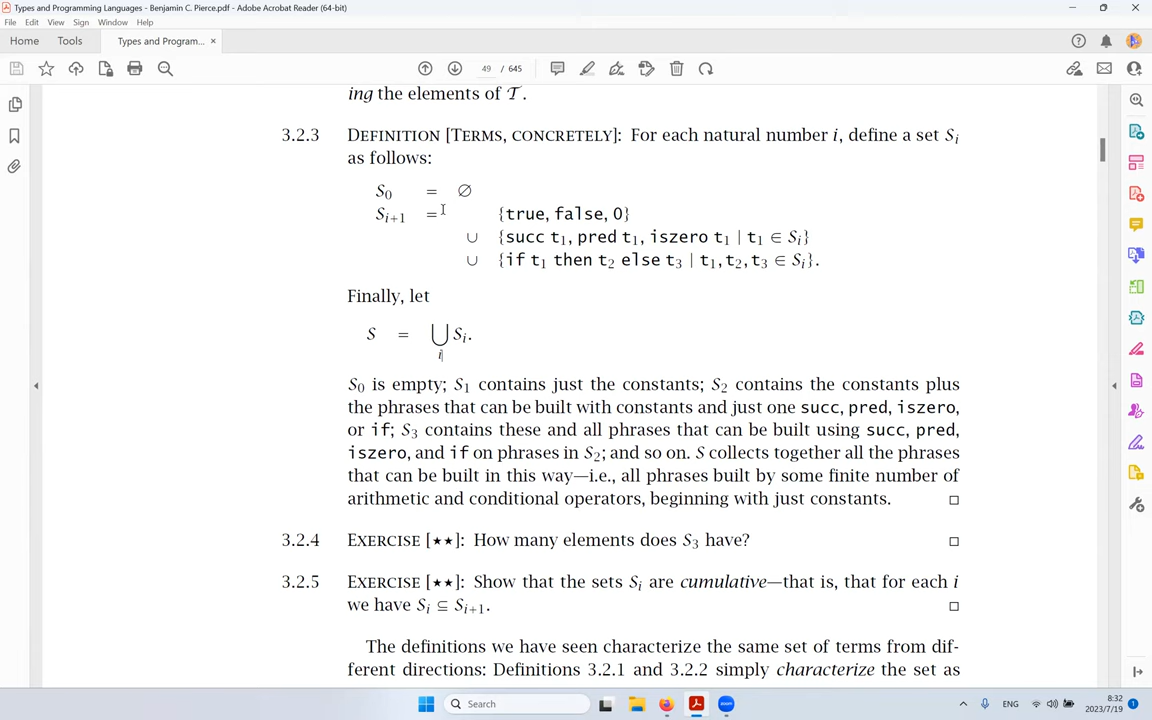 Types and Programming Languages - Benjamin C. Pierce.pdf - Adobe Acrobat Reader (64-bit)
File Edit View Sign Window Help
Home Tools Types and Program... ×
49 / 645
ing the elements of 𝒯.
3.2.3 DEFINITION [TERMS, CONCRETELY]: For each natural number i, define a set Sᵢ
as follows:
S₀ = ∅
Sᵢ₊₁ = {true, false, 0}
∪ {succ t₁, pred t₁, iszero t₁ | t₁ ∈ Sᵢ}
∪ {if t₁ then t₂ else t₃ | t₁, t₂, t₃ ∈ Sᵢ}.
Finally, let
S = ⋃ Sᵢ.
i
S₀ is empty; S₁ contains just the constants; S₂ contains the constants plus
the phrases that can be built with constants and just one succ, pred, iszero,
or if; S₃ contains these and all phrases that can be built using succ, pred,
iszero, and if on phrases in S₂; and so on. S collects together all the phrases
that can be built in this way—i.e., all phrases built by some finite number of
arithmetic and conditional operators, beginning with just constants. □
3.2.4 EXERCISE [★★]: How many elements does S₃ have? □
3.2.5 EXERCISE [★★]: Show that the sets Sᵢ are cumulative—that is, that for each i
we have Sᵢ ⊆ Sᵢ₊₁. □
The definitions we have seen characterize the same set of terms from dif-
ferent directions: Definitions 3.2.1 and 3.2.2 simply characterize the set as
Search
zoom
ENG
8:32
2023/7/19
1